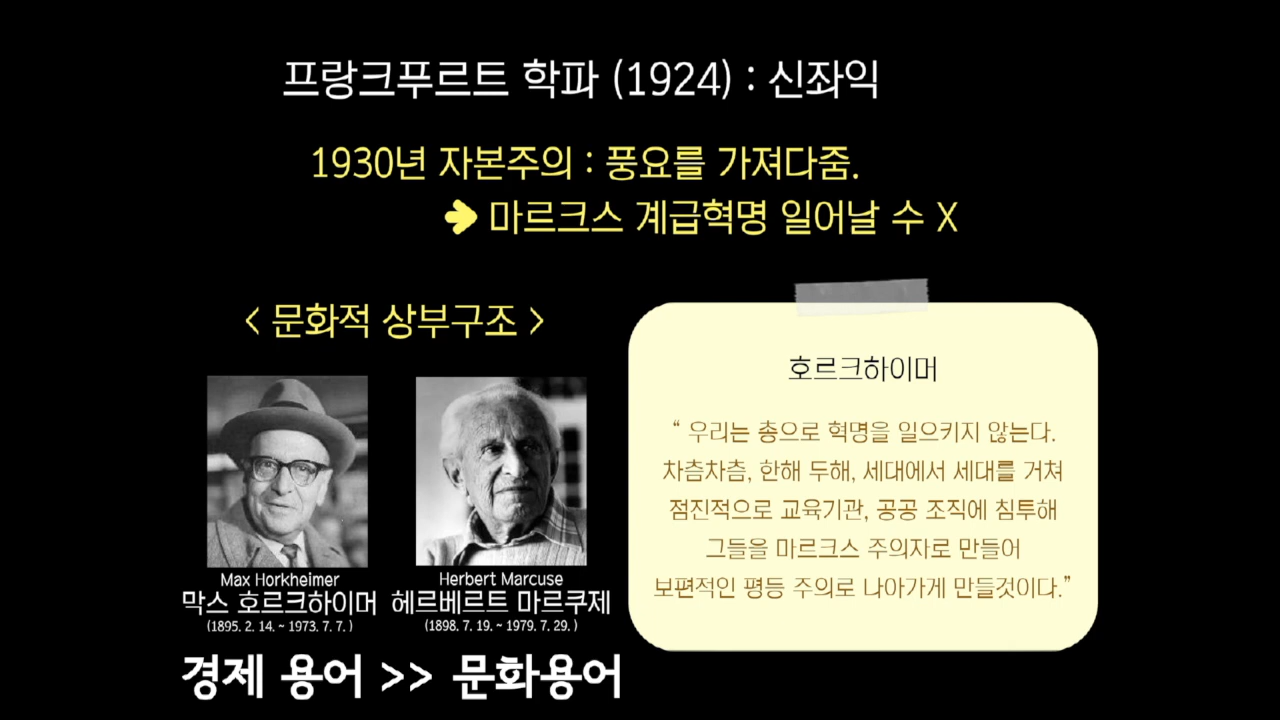 프랑크푸르트 학파 (1924) : 신좌익
1930년 자본주의 : 풍요를 가져다줌.
➔ 마르크스 계급혁명 일어날 수 X
< 문화적 상부구조 >
Max Horkheimer
막스 호르크하이머
(1895. 2. 14. ~ 1973. 7. 7. )
Herbert Marcuse
헤르베르트 마르쿠제
(1898. 7. 19. ~ 1979. 7. 29. )
경제 용어 >> 문화용어
호르크하이머
“ 우리는 총으로 혁명을 일으키지 않는다.
차츰차츰, 한해 두해, 세대에서 세대를 거쳐
점진적으로 교육기관, 공공 조직에 침투해
그들을 마르크스 주의자로 만들어
보편적인 평등 주의로 나아가게 만들것이다.”